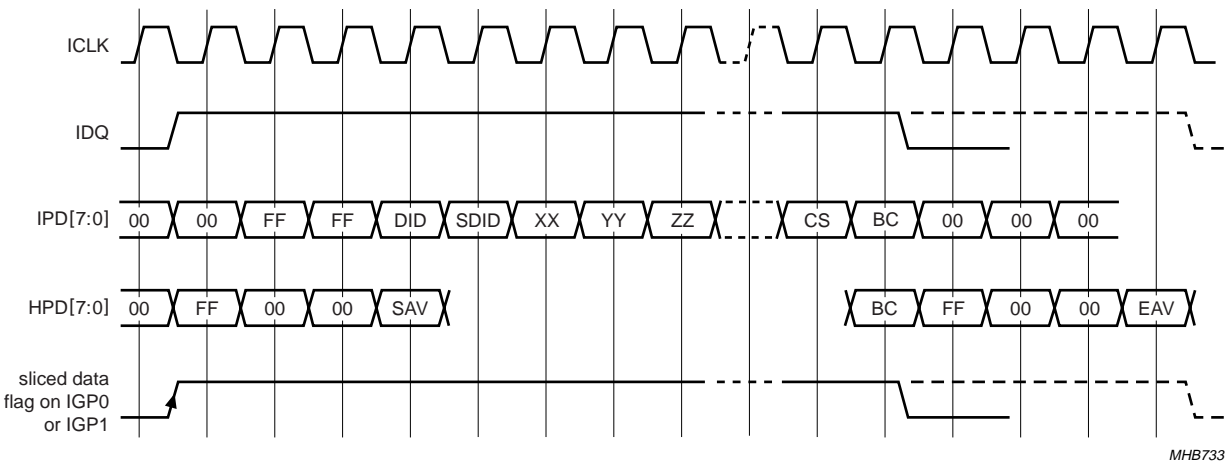 ICLK
IDQ
IPD[7:0] 00 00 FF FF DID SDID XX YY ZZ CS BC 00 00 00
HPD[7:0] 00 FF 00 00 SAV BC FF 00 00 EAV
sliced data
flag on IGP0
or IGP1
MHB733